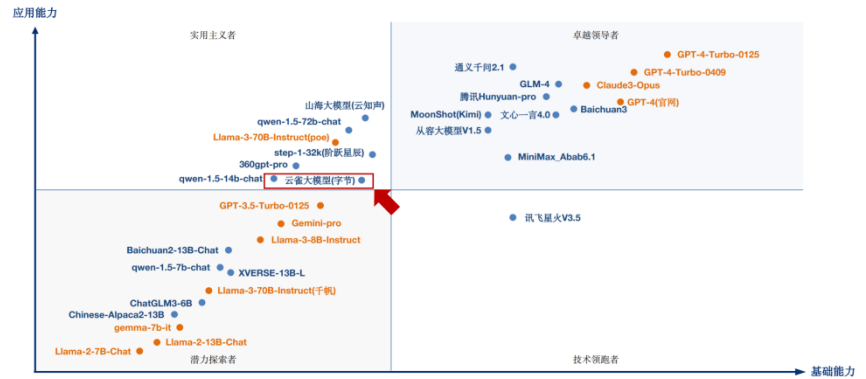 应用能力
实用主义者
卓越领导者
GPT-4-Turbo-0125
通义千问2.1
GPT-4-Turbo-0409
GLM-4
Claude3-Opus
腾讯Hunyuan-pro
GPT-4(官网)
山海大模型(云知声)
Baichuan3
MoonShot(Kimi)
文心一言4.0
qwen-1.5-72b-chat
从容大模型V1.5
Llama-3-70B-Instruct(poe)
step-1-32k(阶跃星辰)
MiniMax_Abab6.1
360gpt-pro
qwen-1.5-14b-chat
云雀大模型(字节)
GPT-3.5-Turbo-0125
讯飞星火V3.5
Gemini-pro
Llama-3-8B-Instruct
Baichuan2-13B-Chat
qwen-1.5-7b-chat
XVERSE-13B-L
Llama-3-70B-Instruct(千帆)
ChatGLM3-6B
Chinese-Alpaca2-13B
gemma-7b-it
Llama-2-13B-Chat
Llama-2-7B-Chat
潜力探索者
技术领跑者
基础能力